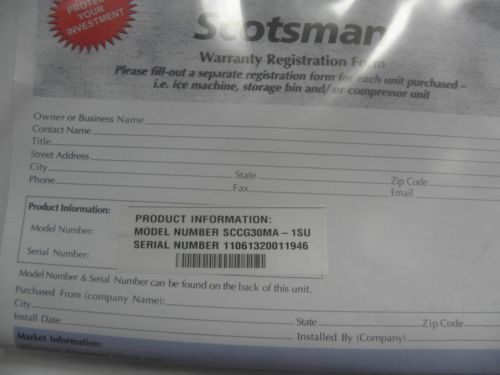 PROTECT
YOUR
INVESTMENT
Scotsman
Warranty Registration Form
Please fill-out a separate registration form for each unit purchased –
i.e. ice machine, storage bin and/or compressor unit
Owner or Business Name
Contact Name
Title
Street Address
City State Zip Code
Phone Fax Email
Product Information:
Model Number:
Serial Number:
PRODUCT INFORMATION:
MODEL NUMBER SCCG30MA–1SU
SERIAL NUMBER 11061320011946
Model Number & Serial Number can be found on the back of this unit.
Purchased From (company Name):
City State Zip Code
Install Date: Installed By (Company)
Market Information: